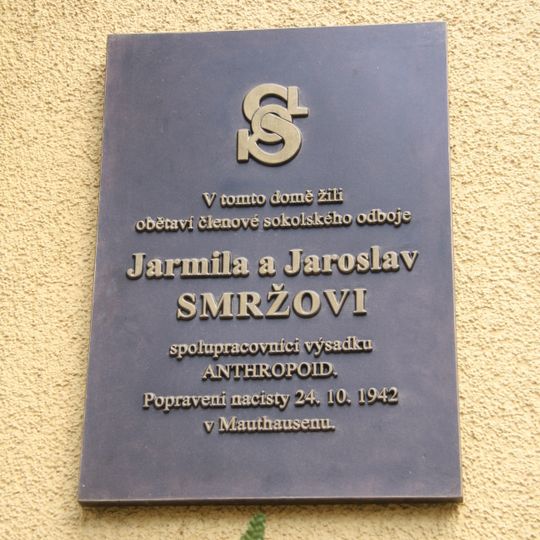 SOKOL
V tomto domě žili
obětaví členové sokolského odboje
Jarmila a Jaroslav
SMRŽOVI
spolupracovníci výsadku
ANTHROPOID.
Popraveni nacisty 24. 10. 1942
v Mauthausenu.